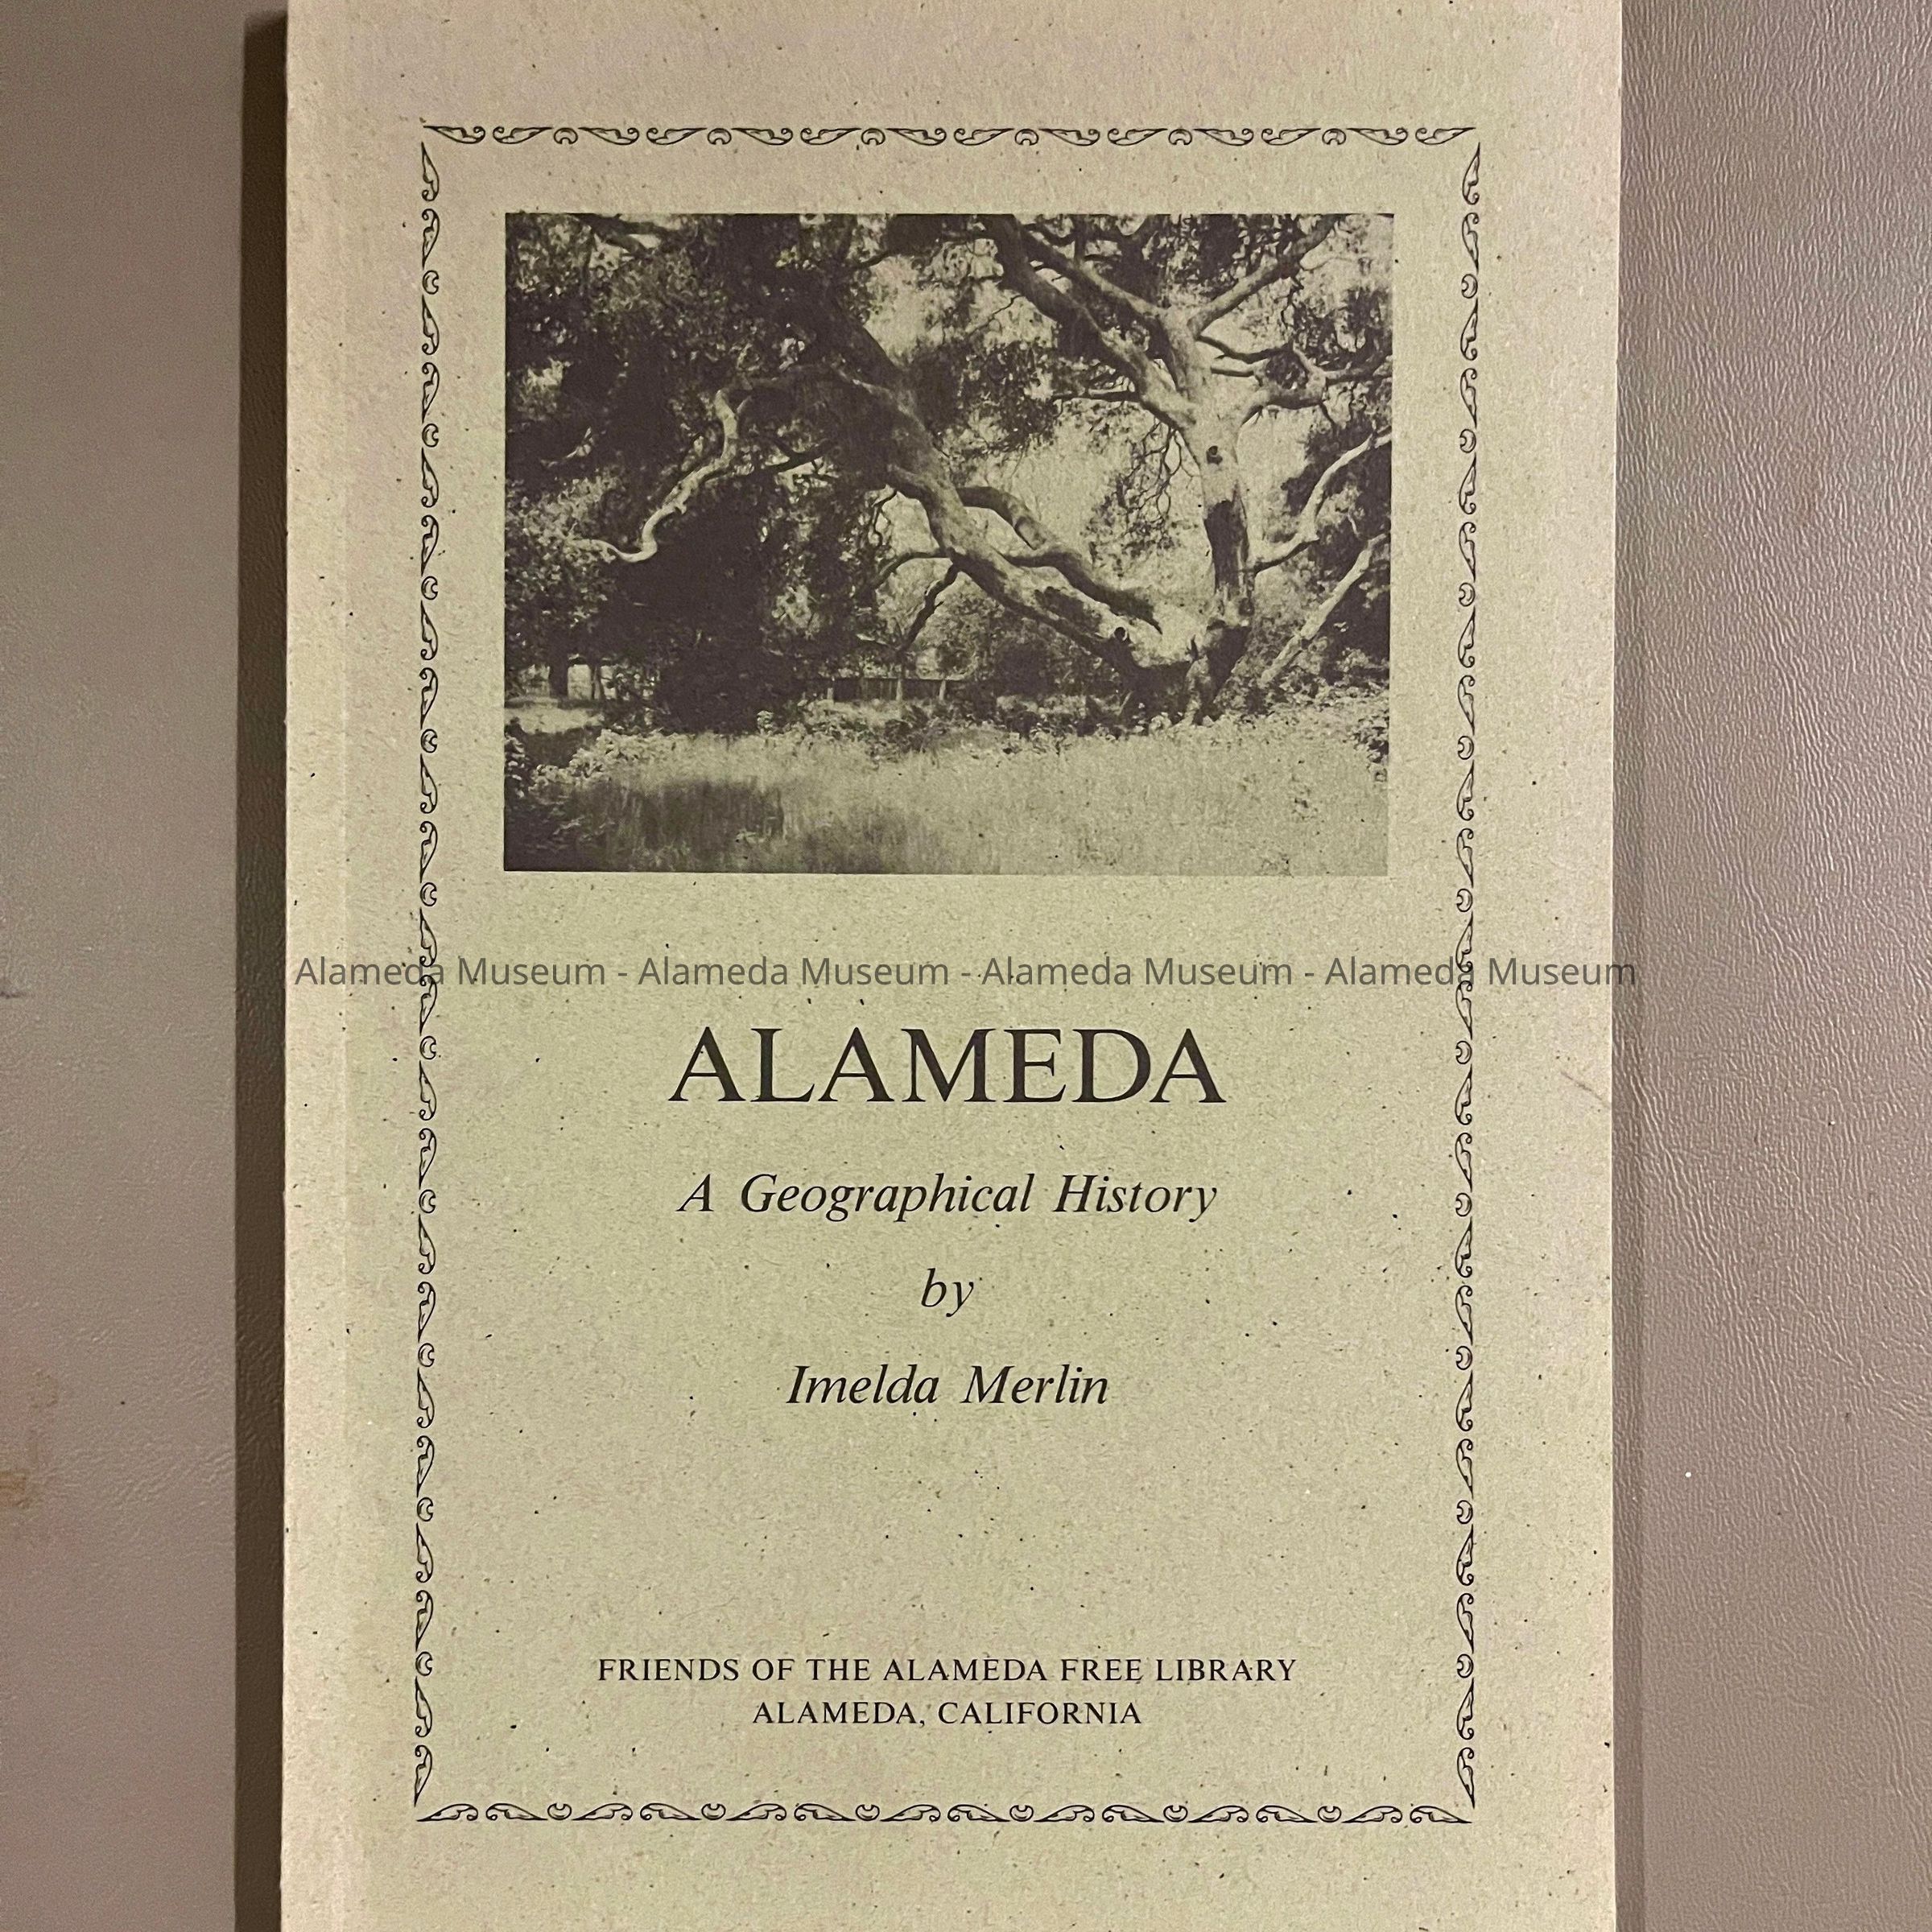 Alameda Museum - Alameda Museum - Alameda Museum - Alameda Museum
ALAMEDA
A Geographical History
by
Imelda Merlin
FRIENDS OF THE ALAMEDA FREE LIBRARY
ALAMEDA, CALIFORNIA